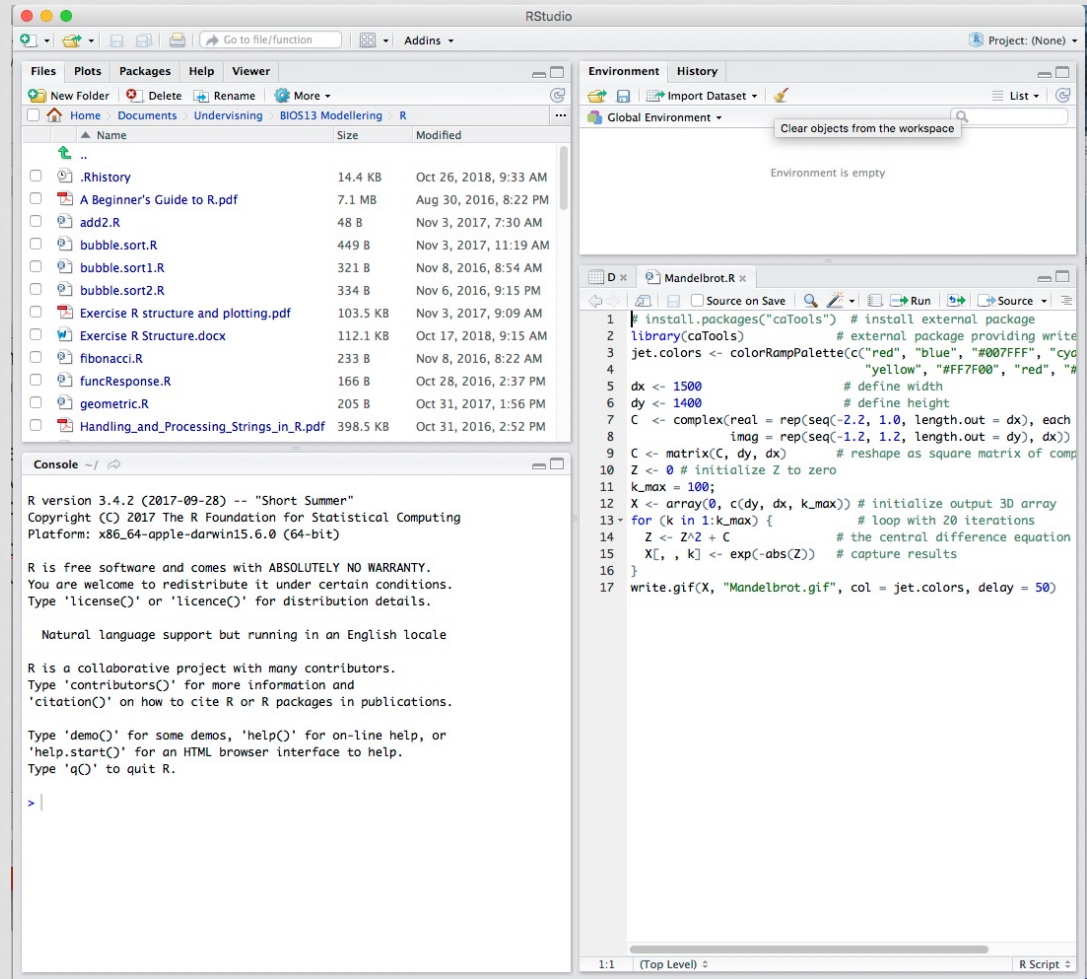 RStudio
Go to file/function
Addins
Project: (None)
Files Plots Packages Help Viewer
New Folder Delete Rename More
Home Documents Undervisning BIOS13 Modellering R ...
Name Size Modified
..
.Rhistory 14.4 KB Oct 26, 2018, 9:33 AM
A Beginner's Guide to R.pdf 7.1 MB Aug 30, 2016, 8:22 PM
add2.R 48 B Nov 3, 2017, 7:30 AM
bubble.sort.R 449 B Nov 3, 2017, 11:19 AM
bubble.sort1.R 321 B Nov 8, 2016, 8:54 AM
bubble.sort2.R 334 B Nov 6, 2016, 9:15 PM
Exercise R structure and plotting.pdf 103.5 KB Nov 3, 2017, 9:09 AM
Exercise R Structure.docx 112.1 KB Oct 17, 2018, 9:15 AM
fibonacci.R 233 B Nov 8, 2016, 8:22 AM
funcResponse.R 166 B Oct 28, 2016, 2:37 PM
geometric.R 205 B Oct 31, 2017, 1:56 PM
Handling_and_Processing_Strings_in_R.pdf 398.5 KB Oct 31, 2016, 2:52 PM
Console ~/
R version 3.4.2 (2017-09-28) -- "Short Summer"
Copyright (C) 2017 The R Foundation for Statistical Computing
Platform: x86_64-apple-darwin15.6.0 (64-bit)
R is free software and comes with ABSOLUTELY NO WARRANTY.
You are welcome to redistribute it under certain conditions.
Type 'license()' or 'licence()' for distribution details.
Natural language support but running in an English locale
R is a collaborative project with many contributors.
Type 'contributors()' for more information and
'citation()' on how to cite R or R packages in publications.
Type 'demo()' for some demos, 'help()' for on-line help, or
'help.start()' for an HTML browser interface to help.
Type 'q()' to quit R.
>
Environment History
Import Dataset List
Global Environment
Clear objects from the workspace
Environment is empty
D Mandelbrot.R
Source on Save Run Source
1 # install.packages("caTools") # install external package
2 library(caTools) # external package providing write
3 jet.colors <- colorRampPalette(c("red", "blue", "#007FFF", "cya
4 "yellow", "#FF7F00", "red", "#
5 dx <- 1500 # define width
6 dy <- 1400 # define height
7 C <- complex(real = rep(seq(-2.2, 1.0, length.out = dx), each
8 imag = rep(seq(-1.2, 1.2, length.out = dy), dx))
9 C <- matrix(C, dy, dx) # reshape as square matrix of comp
10 Z <- 0 # initialize Z to zero
11 k_max = 100;
12 X <- array(0, c(dy, dx, k_max)) # initialize output 3D array
13 for (k in 1:k_max) { # loop with 20 iterations
14 Z <- Z^2 + C # the central difference equation
15 X[, , k] <- exp(-abs(Z)) # capture results
16 }
17 write.gif(X, "Mandelbrot.gif", col = jet.colors, delay = 50)
1:1 (Top Level) R Script